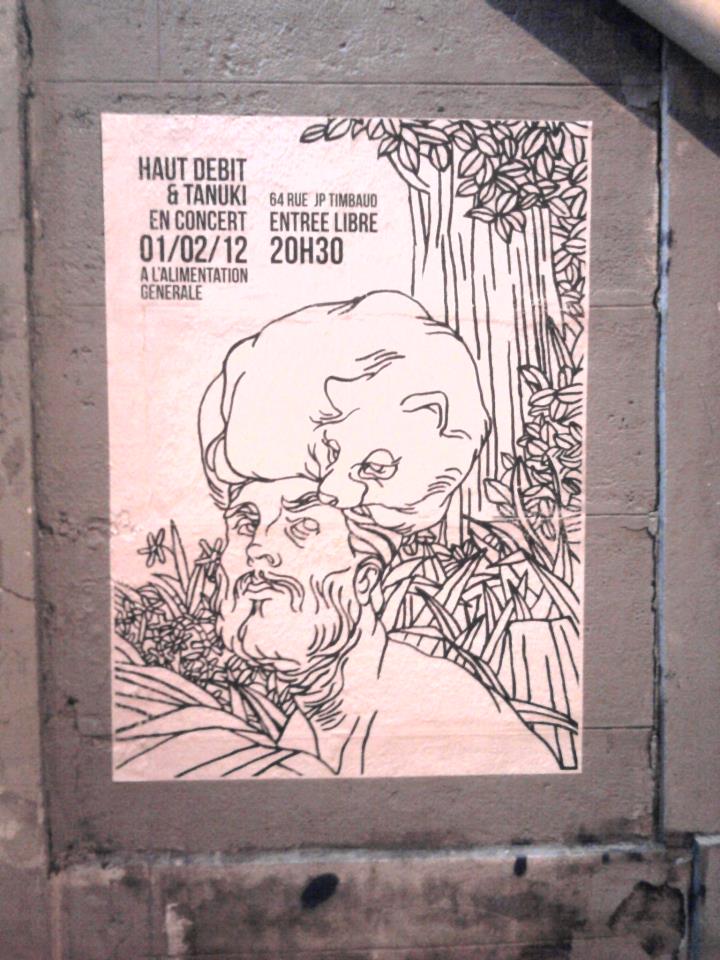 HAUT DEBIT
& TANUKI
EN CONCERT
01/02/12
A L'ALIMENTATION
GENERALE
64 RUE JP TIMBAUD
ENTREE LIBRE
20H30